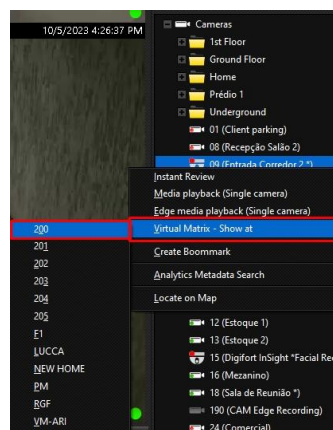 10/5/2023 4:26:37 PM
Cameras
1st Floor
Ground Floor
Home
Prédio 1
Underground
01 (Client parking)
08 (Recepção Salão 2)
09 (Entrada Corredor 2 *)
Instant Review
Media playback (Single camera)
Edge media playback (Single camera)
Virtual Matrix - Show at
Create Boommark
Analytics Metadata Search
Locate on Map
200
201
202
203
204
205
F1
LUCCA
NEW HOME
PM
RGF
VM-ARI
12 (Estoque 1)
13 (Estoque 2)
15 (Digifort InSight *Facial Rec
16 (Mezanino)
18 (Sala de Reunião *)
190 (CAM Edge Recording)
24 (Comercial)